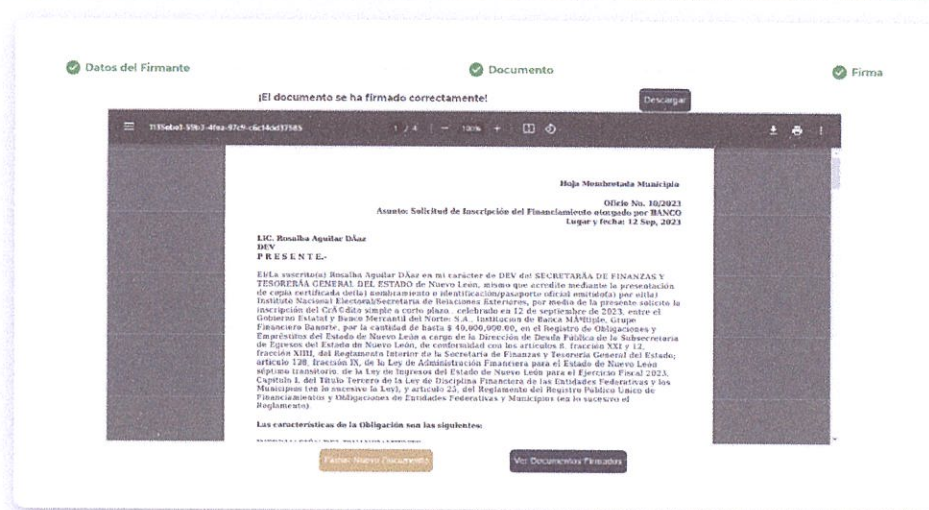 Datos del Firmante
Documento
Firma
¡El documento se ha firmado correctamente!
Descargar
1 / 4 | − 100% +
Hoja Membretada Municipio
Oficio No. 10/2023
Asunto: Solicitud de Inscripción del Financiamiento otorgado por BANCO
Lugar y fecha: 12 Sep, 2023
LIC. Rosalba Aguilar DÃaz
DEV
P R E S E N T E.-
El/La suscrito(a) Rosalba Aguilar DÃaz en mi carácter de DEV del SECRETARÃA DE FINANZAS Y
TESORERÃA GENERAL DEL ESTADO de Nuevo León, mismo que acredito mediante la presentación
de copia certificada del(a) nombramiento o identificación/pasaporte oficial emitido(a) por el(la)
Instituto Nacional Electoral/Secretaría de Relaciones Exteriores, por medio de la presente solicito la
inscripción del CrÃ©dito simple a corto plazo , celebrado en 12 de septiembre de 2023, entre el
Gobierno Estatal y Banco Mercantil del Norte, S.A., Institucion de Banca MÃºltiple, Grupo
Financiero Banorte, por la cantidad de hasta $ 40,000,000.00, en el Registro de Obligaciones y
Empréstitos del Estado de Nuevo León a cargo de la Dirección de Deuda Pública de la Subsecretaría
de Egresos del Estado de Nuevo León, de conformidad con los artículos 8, fracción XXI y 12,
fracción XIII, del Reglamento Interior de la Secretaría de Finanzas y Tesorería General del Estado;
artículo 128, fracción IX, de la Ley de Administración Financiera para el Estado de Nuevo León
séptimo transitorio, de la Ley de Ingresos del Estado de Nuevo León para el Ejercicio Fiscal 2023,
Capítulo I, del Título Tercero de la Ley de Disciplina Financiera de las Entidades Federativas y los
Municipios (en lo sucesivo la Ley), y artículo 25, del Reglamento del Registro Público Único de
Financiamientos y Obligaciones de Entidades Federativas y Municipios (en lo sucesivo el
Reglamento).
Las características de la Obligación son las siguientes:
Firmar Nuevo Documento
Ver Documentos Firmados